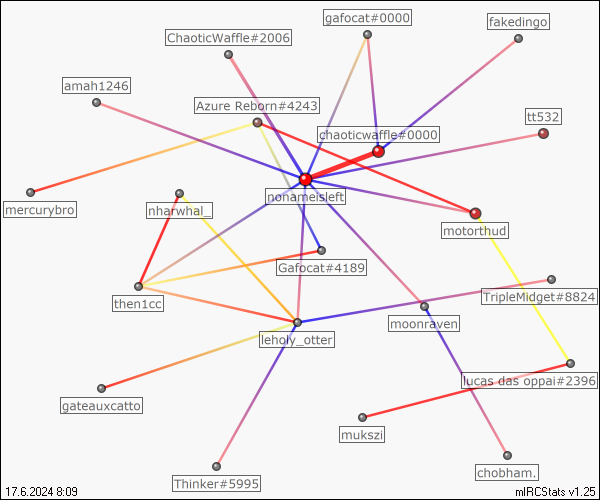 gafocat#0000
fakedingo
ChaoticWaffle#2006
amah1246
Azure Reborn#4243
tt532
chaoticwaffle#0000
nonameisleft
mercurybro
nharwhal_
motorthud
Gafocat#4189
TripleMidget#8824
then1cc
moonraven
leholy_otter
lucas das oppai#2396
gateauxcatto
mukszi
chobham.
Thinker#5995
17.6.2024 8:09
mIRCStats v1.25